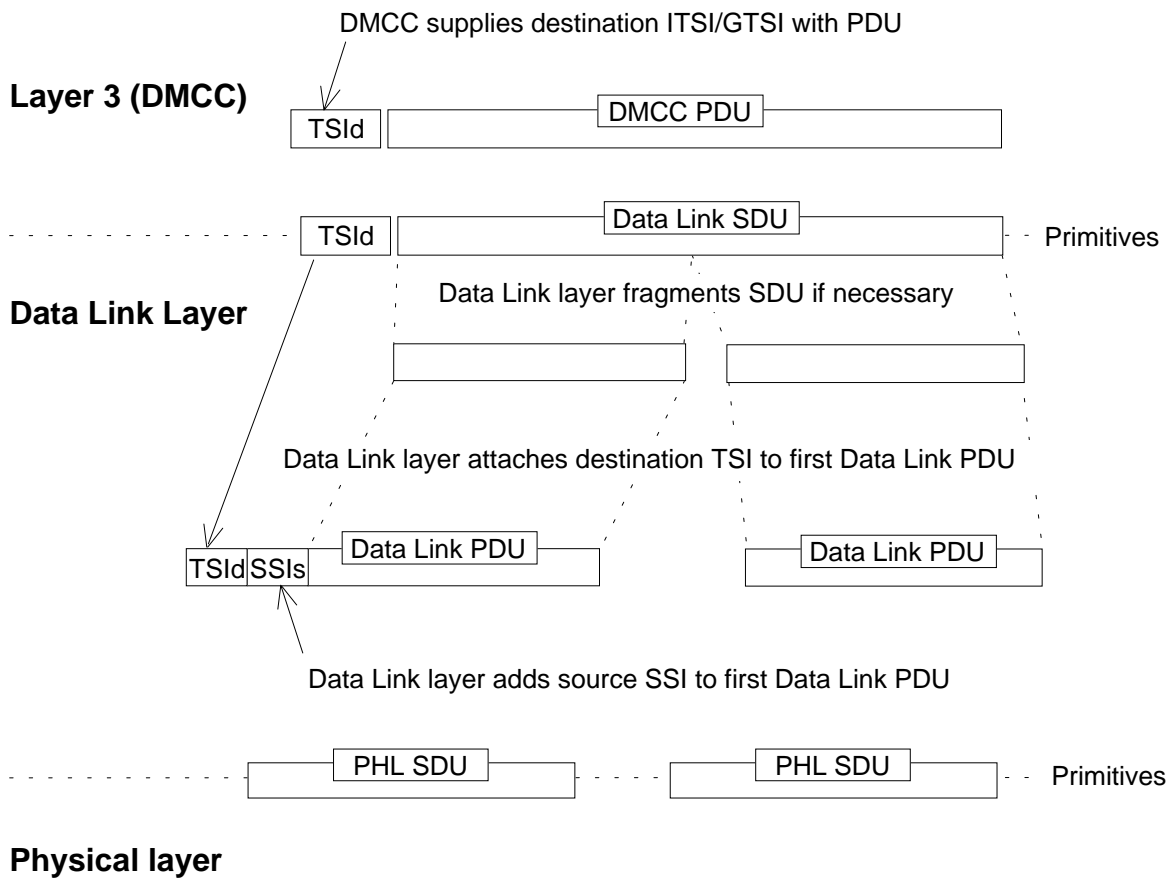 DMCC supplies destination ITSI/GTSI with PDU
Layer 3 (DMCC)
DMCC PDU
TSId
Data Link SDU
TSId
Primitives
Data Link layer fragments SDU if necessary
Data Link Layer
Data Link layer attaches destination TSI to first Data Link PDU
Data Link PDU
Data Link PDU
TSId
SSIs
Data Link layer adds source SSI to first Data Link PDU
PHL SDU
PHL SDU
Primitives
Physical layer